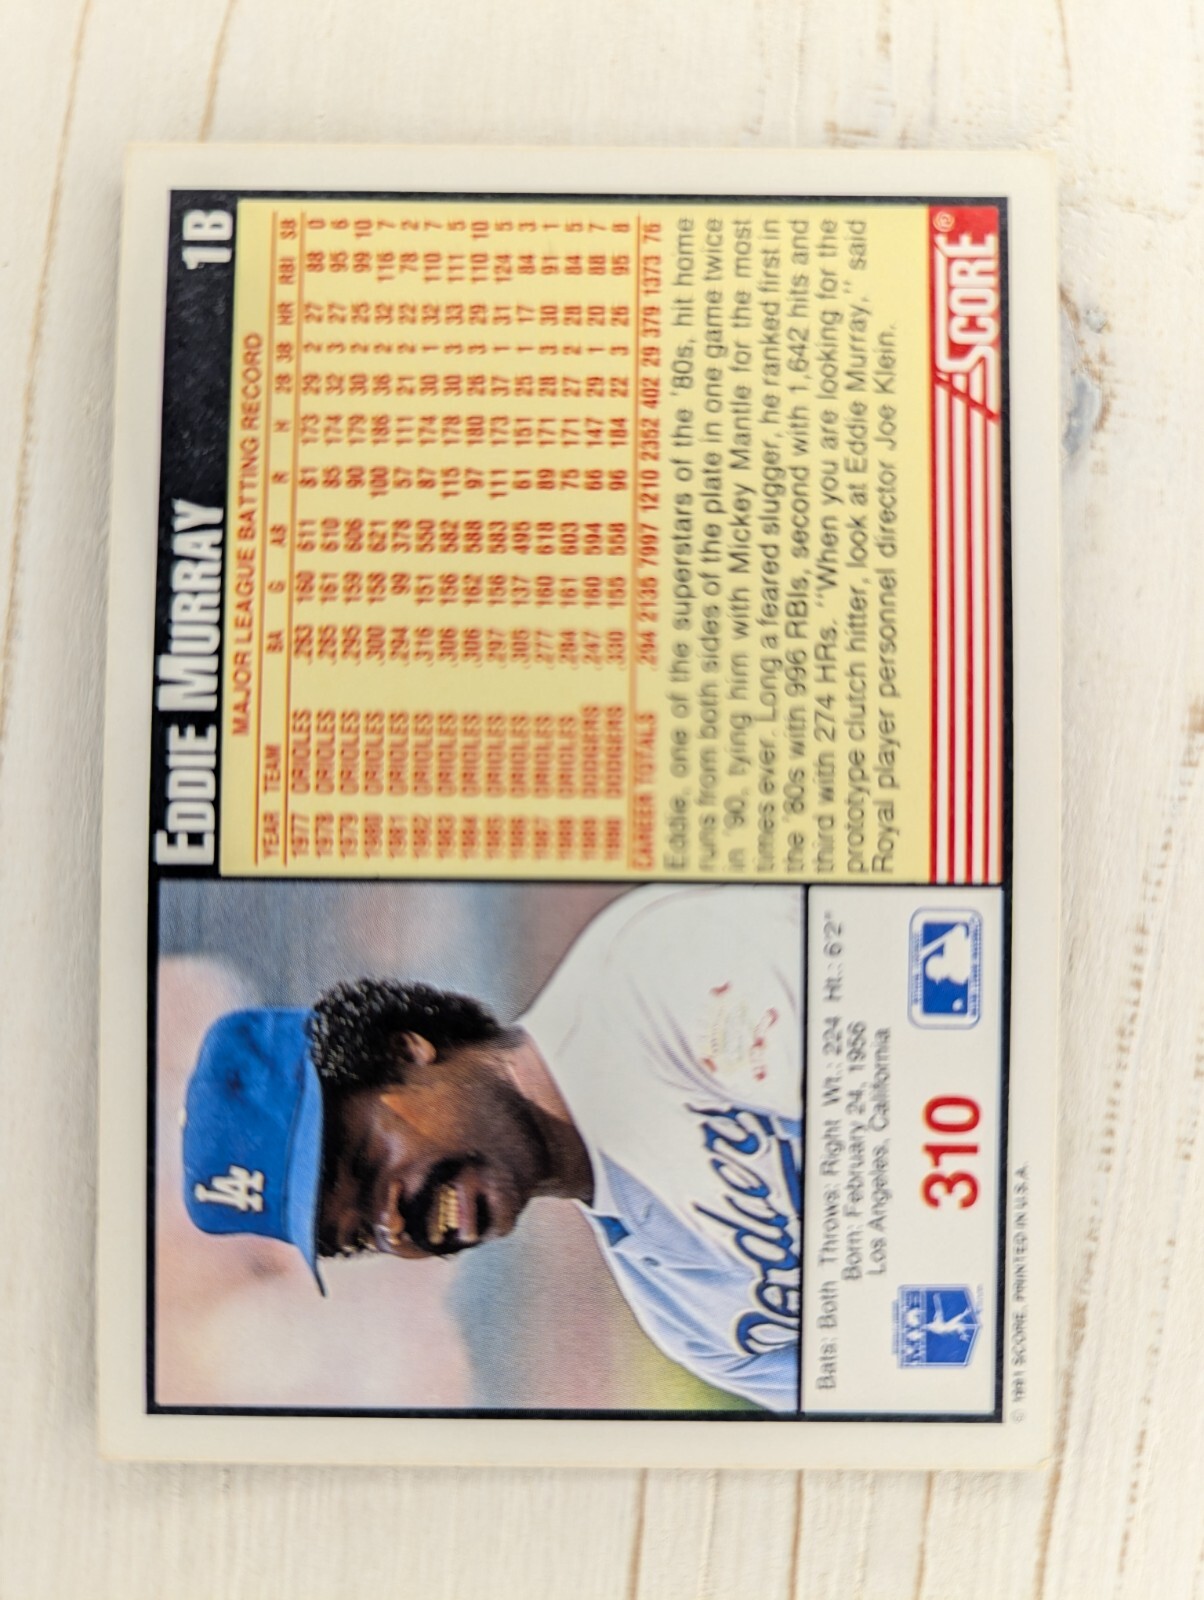 EDDIE MURRAY 1B
MAJOR LEAGUE BATTING RECORD
YEAR TEAM BA G AB R H 2B 3B HR RBI SB
1977 ORIOLES .283 160 611 81 173 29 2 27 88 0
1978 ORIOLES .285 161 610 85 174 32 3 27 95 6
1979 ORIOLES .295 159 606 90 179 30 2 25 99 10
1980 ORIOLES .300 158 621 100 186 36 2 32 116 7
1981 ORIOLES .294 99 378 57 111 21 2 22 78 2
1982 ORIOLES .316 151 550 87 174 30 1 32 110 7
1983 ORIOLES .306 156 582 115 178 30 3 33 111 5
1984 ORIOLES .306 162 588 97 180 26 3 29 110 10
1985 ORIOLES .297 156 583 111 173 37 1 31 124 5
1986 ORIOLES .305 137 495 61 151 25 1 17 84 3
1987 ORIOLES .277 160 618 89 171 28 3 30 91 1
1988 ORIOLES .284 161 603 75 171 27 2 28 84 5
1989 DODGERS .247 160 594 66 147 29 1 20 88 7
1990 DODGERS .330 155 558 96 184 22 3 26 95 8
CAREER TOTALS .294 2135 7997 1210 2352 402 29 379 1373 76
Eddie, one of the superstars of the '80s, hit home
runs from both sides of the plate in one game twice
in '90, tying him with Mickey Mantle for the most
times ever. Long a feared slugger, he ranked first in
the '80s with 996 RBIs, second with 1,642 hits and
third with 274 HRs. "When you are looking for the
prototype clutch hitter, look at Eddie Murray," said
Royal player personnel director Joe Klein.
SCORE®
LA
Dodgers
Bats: Both Throws: Right Wt.: 224 Ht.: 6'2"
Born: February 24, 1956
Los Angeles, California
310
© 1991 SCORE, PRINTED IN U.S.A.